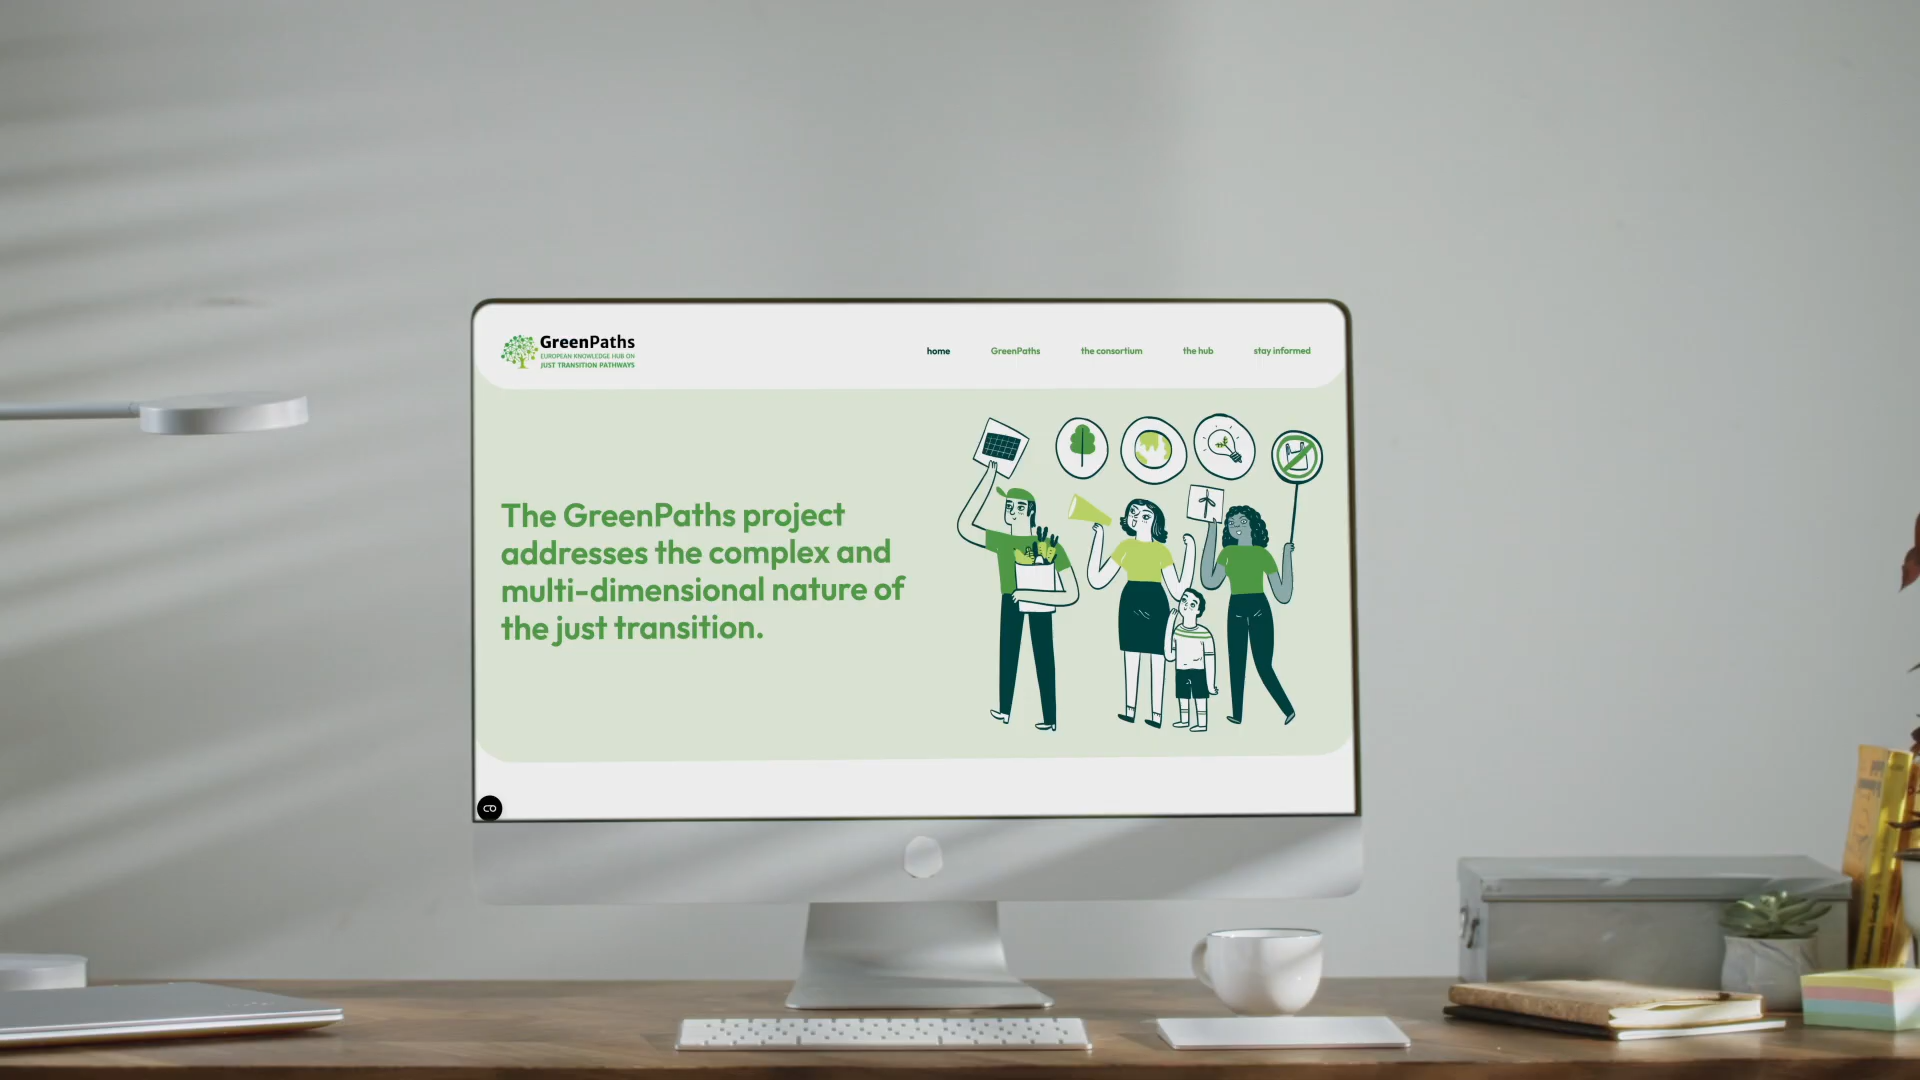 GreenPaths
EUROPEAN KNOWLEDGE HUB ON
JUST TRANSITION PATHWAYS
home
GreenPaths
the consortium
the hub
stay informed
The GreenPaths project
addresses the complex and
multi-dimensional nature of
the just transition.